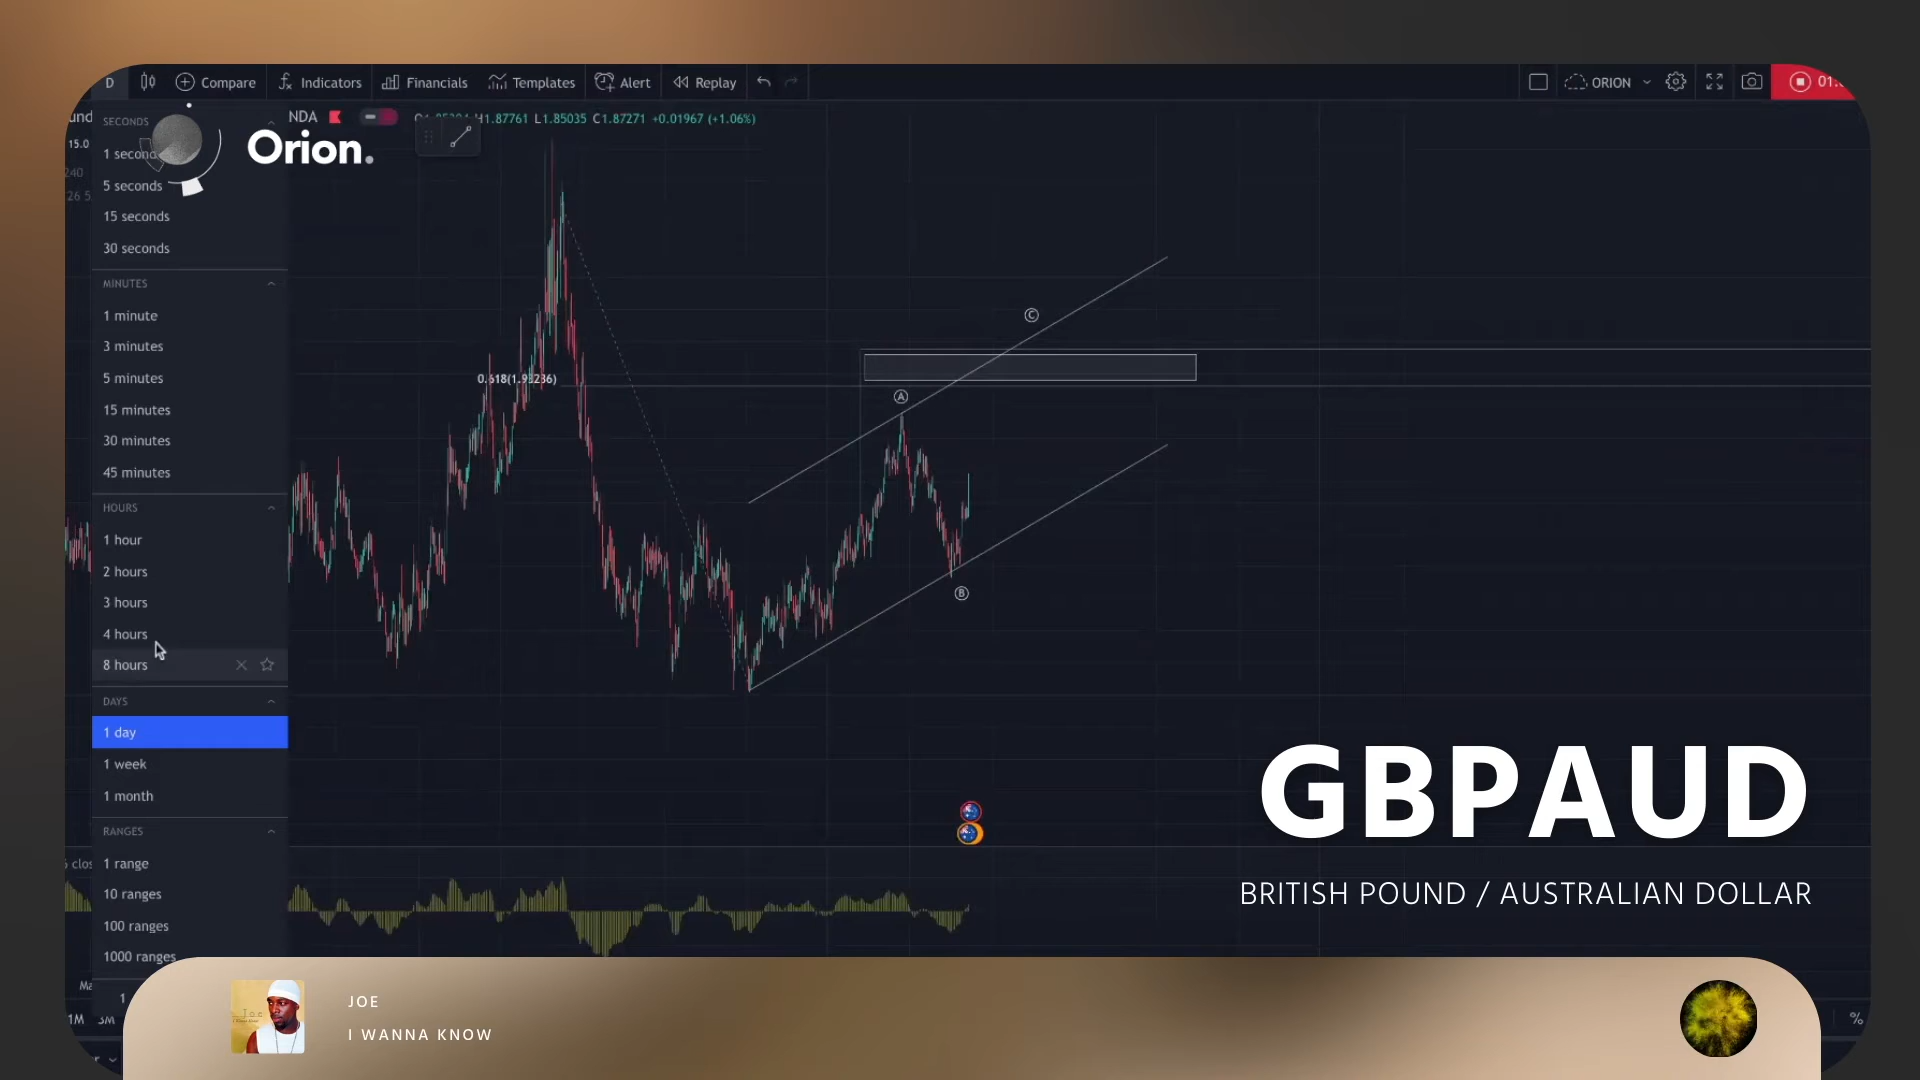 D Compare Indicators Financials Templates Alert Replay ORION
SECONDS
NDA H1.87761 L1.85035 C1.87271 +0.01967 (+1.06%)
15.0
Orion.
1 second
5 seconds
15 seconds
30 seconds
MINUTES
1 minute
3 minutes
5 minutes
15 minutes
30 minutes
45 minutes
HOURS
1 hour
2 hours
3 hours
4 hours
8 hours
DAYS
1 day
1 week
1 month
RANGES
1 range
10 ranges
100 ranges
1000 ranges
C
A
B
GBPAUD
BRITISH POUND / AUSTRALIAN DOLLAR
1M 3M
%
JOE
I WANNA KNOW